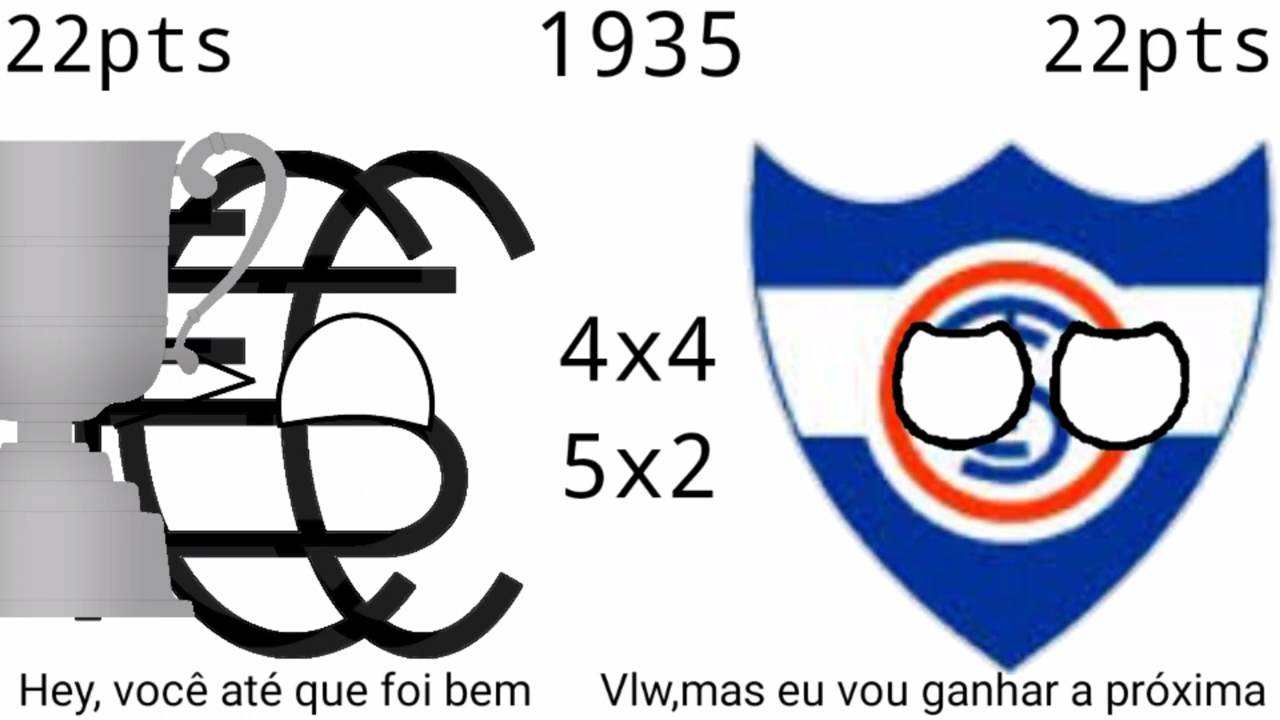 22pts
1935
22pts
4x4
5x2
Hey, você até que foi bem
Vlw,mas eu vou ganhar a próxima